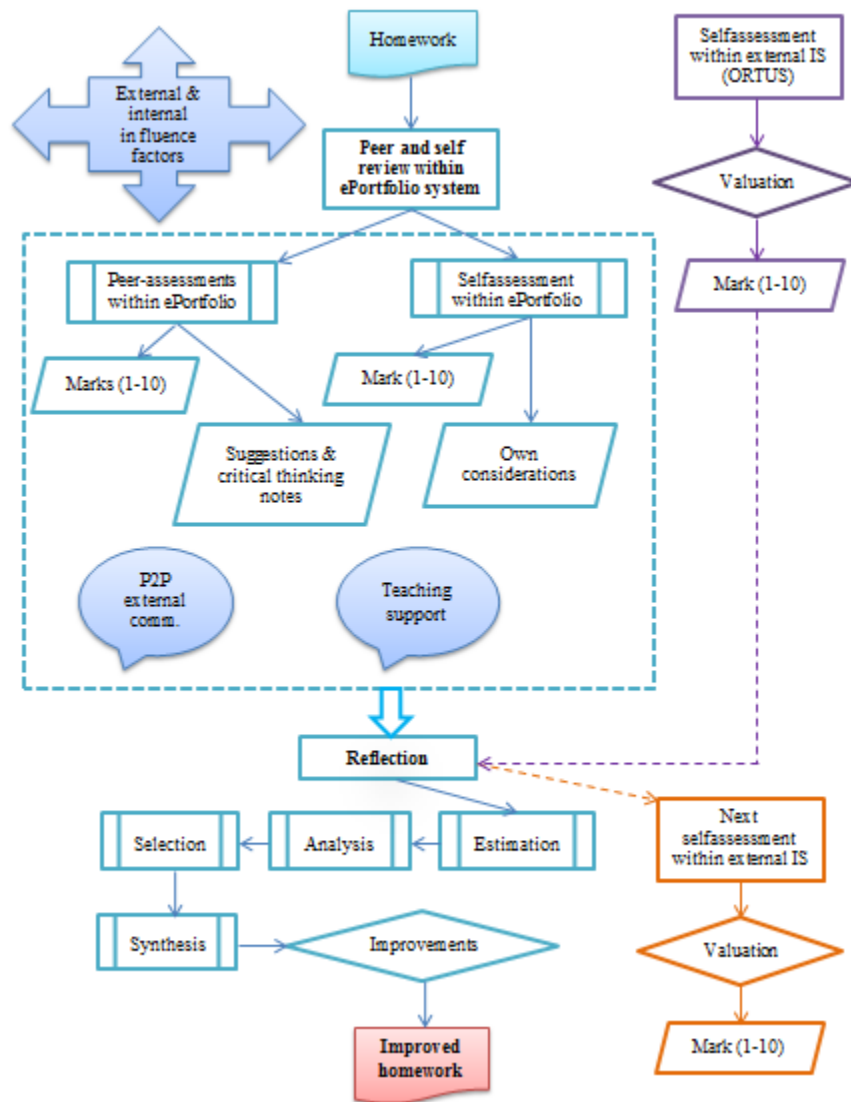 Homework
External &
internal
in fluence
factors
Selfassessment
within external IS
(ORTUS)
Peer and self
review within
ePortfolio system
Valuation
Mark (1-10)
Peer-assessments
within ePortfolio
Selfassessment
within ePortfolio
Marks (1-10)
Mark (1-10)
Suggestions &
critical thinking
notes
Own
considerations
P2P
external
comm.
Teaching
support
Reflection
Selection
Analysis
Estimation
Next
selfassessment
within external IS
Synthesis
Improvements
Valuation
Improved
homework
Mark (1-10)